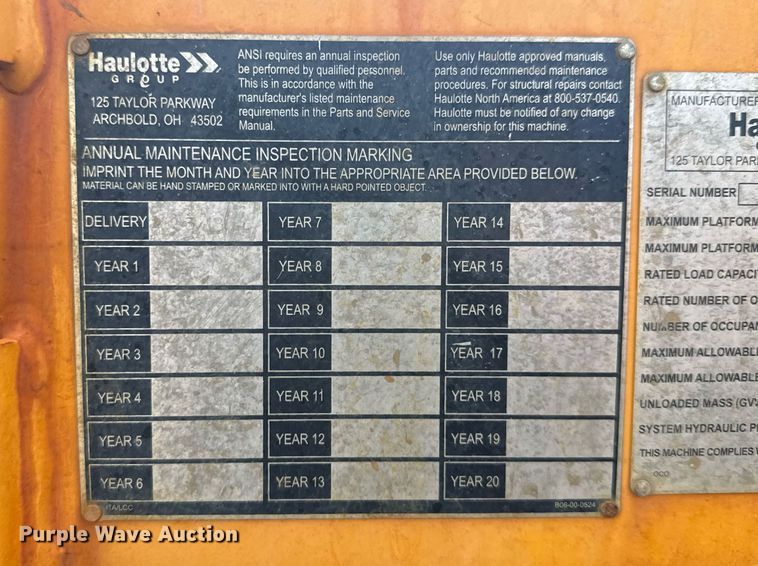 Haulotte
GROUP
125 TAYLOR PARKWAY
ARCHBOLD, OH 43502
ANSI requires an annual inspection
be performed by qualified personnel.
This is in accordance with the
manufacturer's listed maintenance
requirements in the Parts and Service
Manual.
Use only Haulotte approved manuals,
parts and recommended maintenance
procedures. For structural repairs contact
Haulotte North America at 800-537-0540.
Haulotte must be notified of any change
in ownership for this machine.
ANNUAL MAINTENANCE INSPECTION MARKING
IMPRINT THE MONTH AND YEAR INTO THE APPROPRIATE AREA PROVIDED BELOW.
MATERIAL CAN BE HAND STAMPED OR MARKED INTO WITH A HARD POINTED OBJECT.
DELIVERY YEAR 7 YEAR 14
YEAR 1 YEAR 8 YEAR 15
YEAR 2 YEAR 9 YEAR 16
YEAR 3 YEAR 10 YEAR 17
YEAR 4 YEAR 11 YEAR 18
YEAR 5 YEAR 12 YEAR 19
YEAR 6 YEAR 13 YEAR 20
ITA/LCC B06-00-0524
MANUFACTURER
Ha
125 TAYLOR PAR
SERIAL NUMBER
MAXIMUM PLATFORM
MAXIMUM PLATFORM
RATED LOAD CAPACI
RATED NUMBER OF O
NUMBER OF OCCUPAN
MAXIMUM ALLOWABLE
MAXIMUM ALLOWABLE
UNLOADED MASS (GVW
SYSTEM HYDRAULIC P
THIS MACHINE COMPLIES W
OCO
Purple Wave Auction